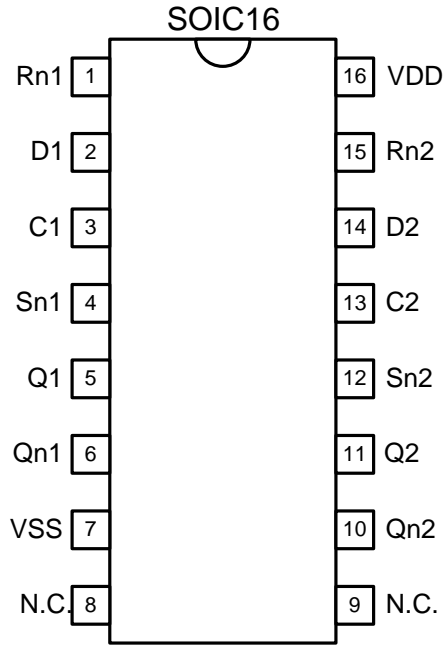 SOIC16
Rn1 1 16 VDD
D1 2 15 Rn2
C1 3 14 D2
Sn1 4 13 C2
Q1 5 12 Sn2
Qn1 6 11 Q2
VSS 7 10 Qn2
N.C. 8 9 N.C.